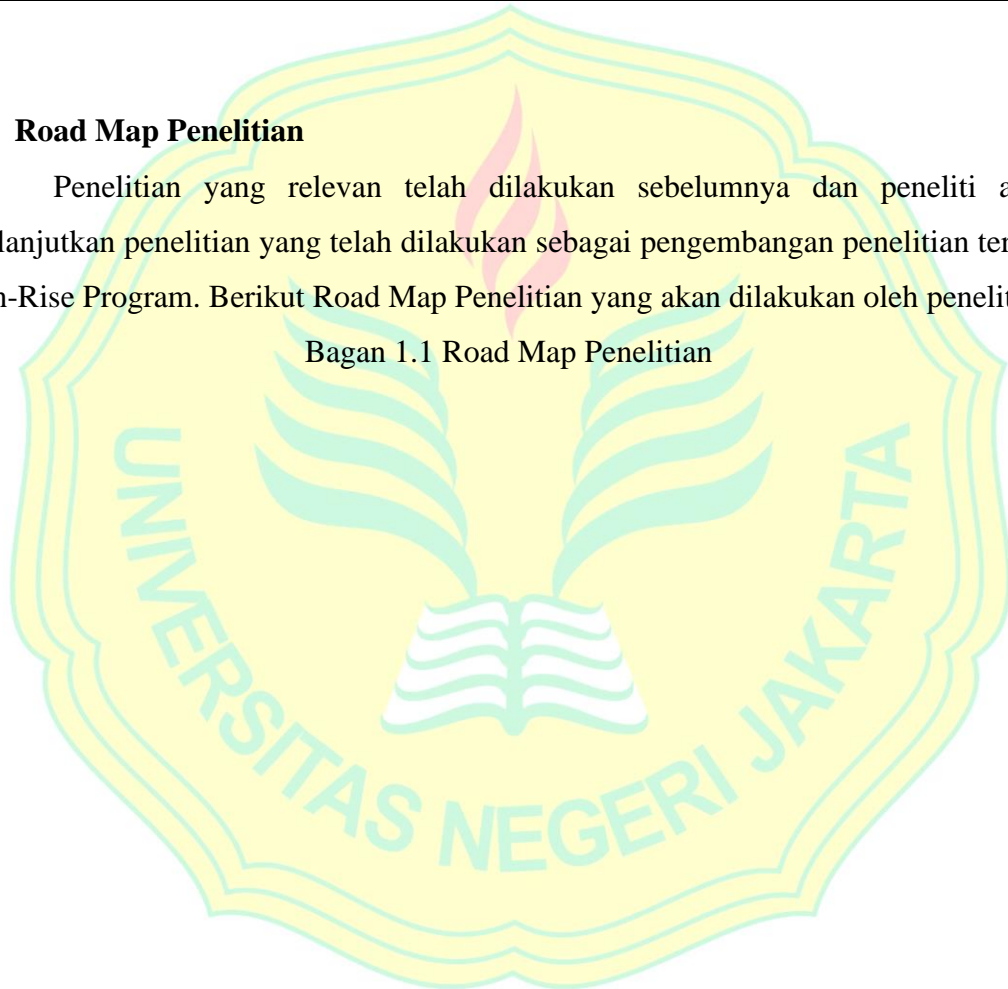 Road Map Penelitian
Penelitian yang relevan telah dilakukan sebelumnya dan peneliti a
lanjutkan penelitian yang telah dilakukan sebagai pengembangan penelitian ter
n-Rise Program. Berikut Road Map Penelitian yang akan dilakukan oleh penelit
Bagan 1.1 Road Map Penelitian
UNIVERSITAS NEGERI JAKARTA